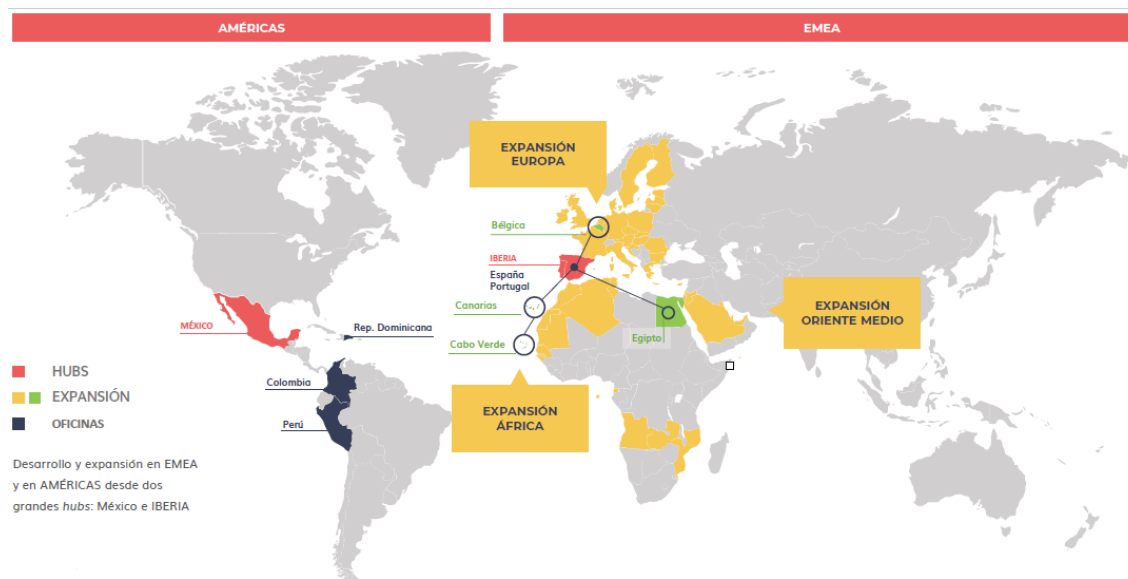 AMÉRICAS
EMEA
EXPANSIÓN
EUROPA
Bélgica
IBERIA
España
Portugal
Canarias
Cabo Verde
Egipto
EXPANSIÓN
ORIENTE MEDIO
EXPANSIÓN
ÁFRICA
MÉXICO
Rep. Dominicana
Colombia
Perú
HUBS
EXPANSIÓN
OFICINAS
Desarrollo y expansión en EMEA
y en AMÉRICAS desde dos
grandes hubs: México e IBERIA